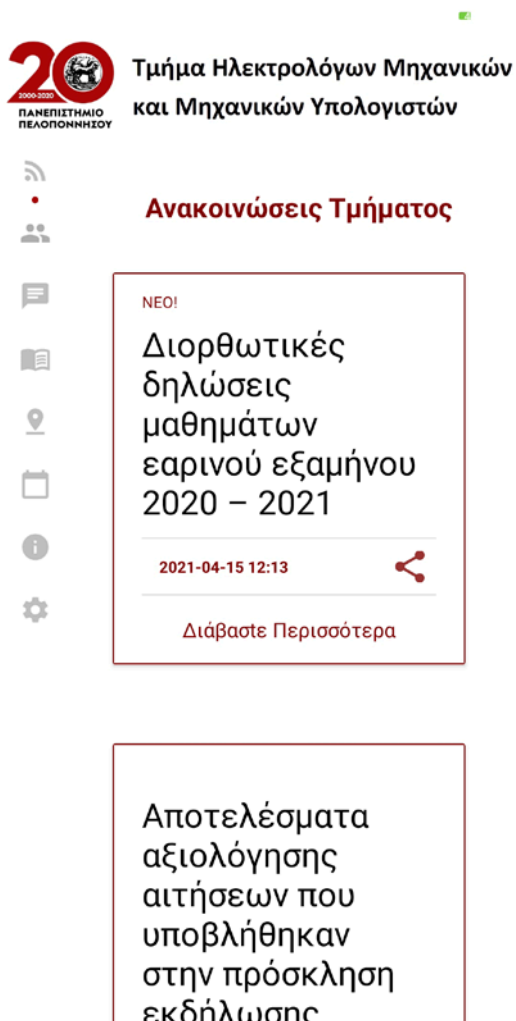 20
2000-2020
ΠΑΝΕΠΙΣΤΗΜΙΟ
ΠΕΛΟΠΟΝΝΗΣΟΥ
Τμήμα Ηλεκτρολόγων Μηχανικών
και Μηχανικών Υπολογιστών
Ανακοινώσεις Τμήματος
ΝΕΟ!
Διορθωτικές
δηλώσεις
μαθημάτων
εαρινού εξαμήνου
2020 – 2021
2021-04-15 12:13
Διάβαστε Περισσότερα
Αποτελέσματα
αξιολόγησης
αιτήσεων που
υποβλήθηκαν
στην πρόσκληση
εκδήλωσης